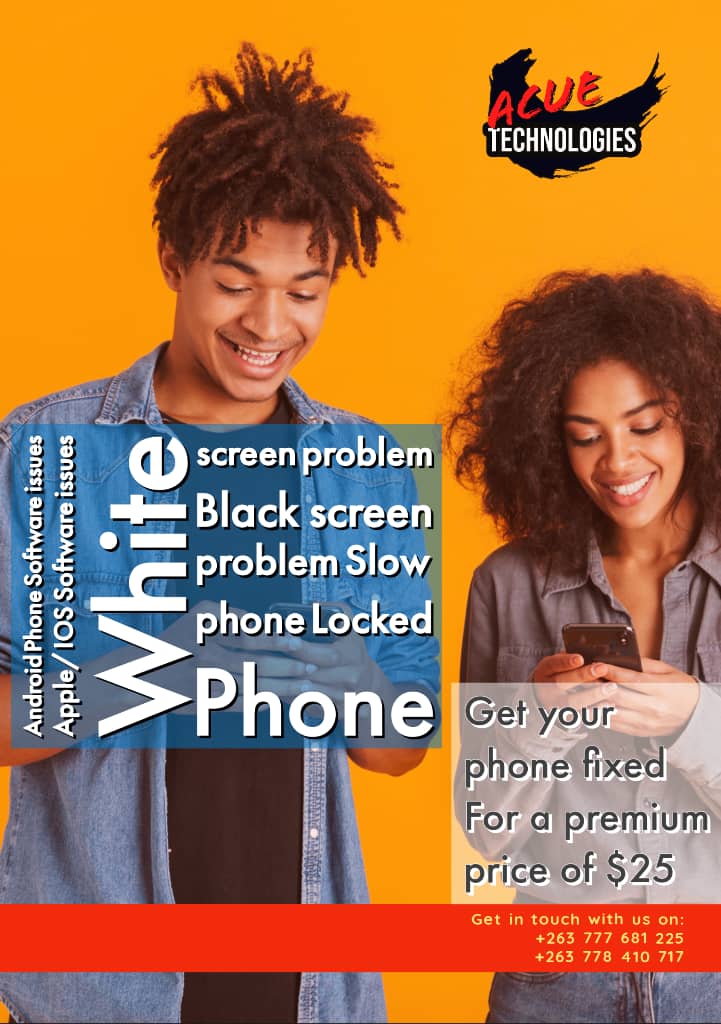 ACUE
TECHNOLOGIES
Android Phone Software issues
Apple/ IOS Software issues
White
screen problem
Black screen
problem Slow
phone Locked
Phone
Get your
phone fixed
For a premium
price of $25
Get in touch with us on:
+263 777 681 225
+263 778 410 717